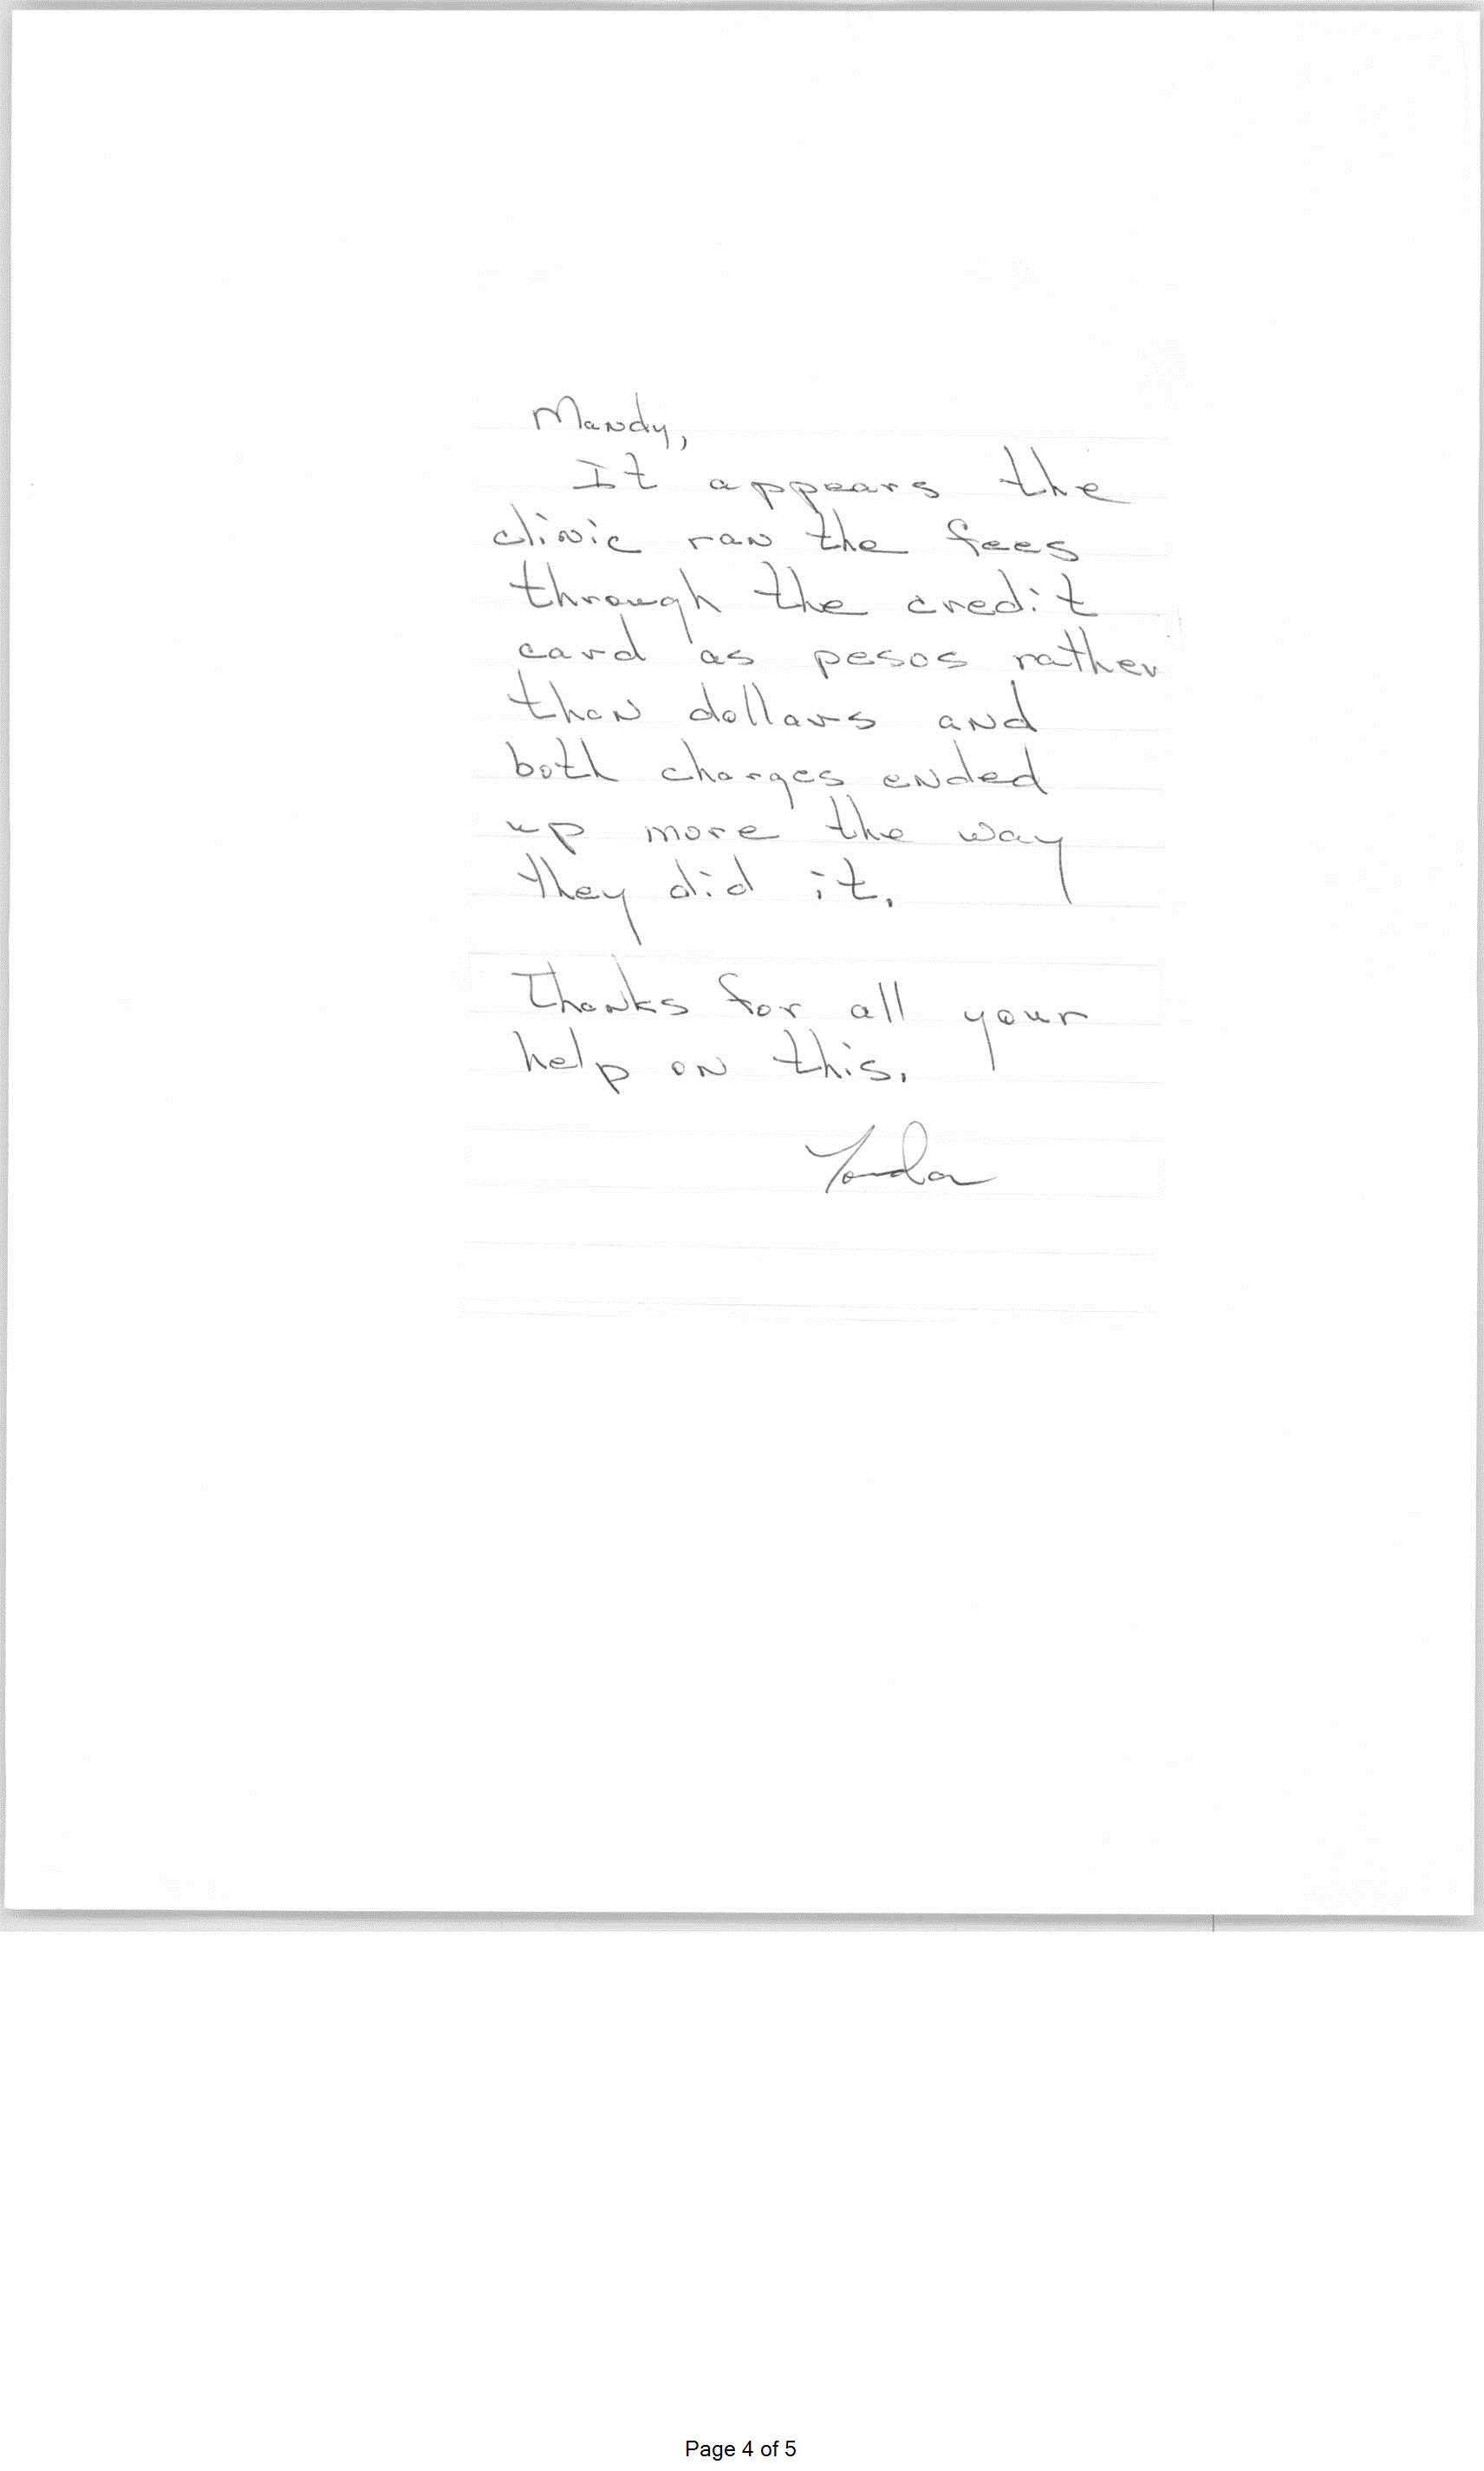 Mandy,
It appears the
clinic ran the fees
through the credit
card as pesos rather
than dollars and
both charges ended
up more the way
they did it.
Thanks for all your
help on this.
Page 4 of 5